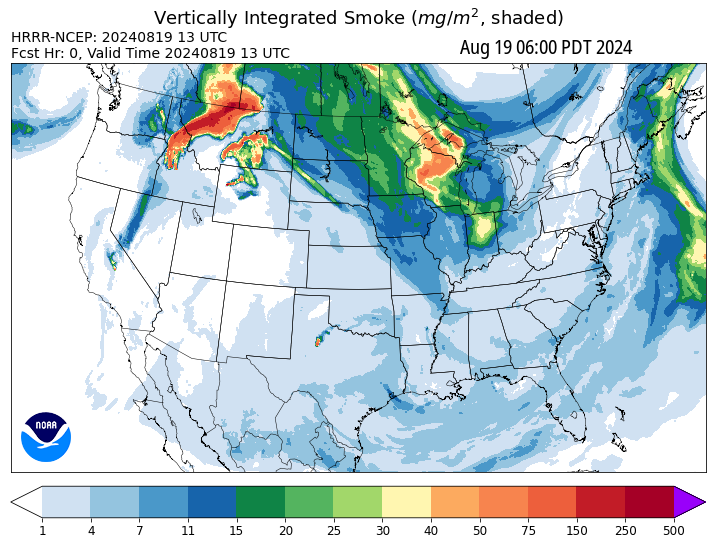 Vertically Integrated Smoke (mg/m², shaded)
HRRR-NCEP: 20240819 13 UTC
Fcst Hr: 0, Valid Time 20240819 13 UTC
Aug 19 06:00 PDT 2024
NOAA
1 4 7 11 15 20 25 30 40 50 75 150 250 500